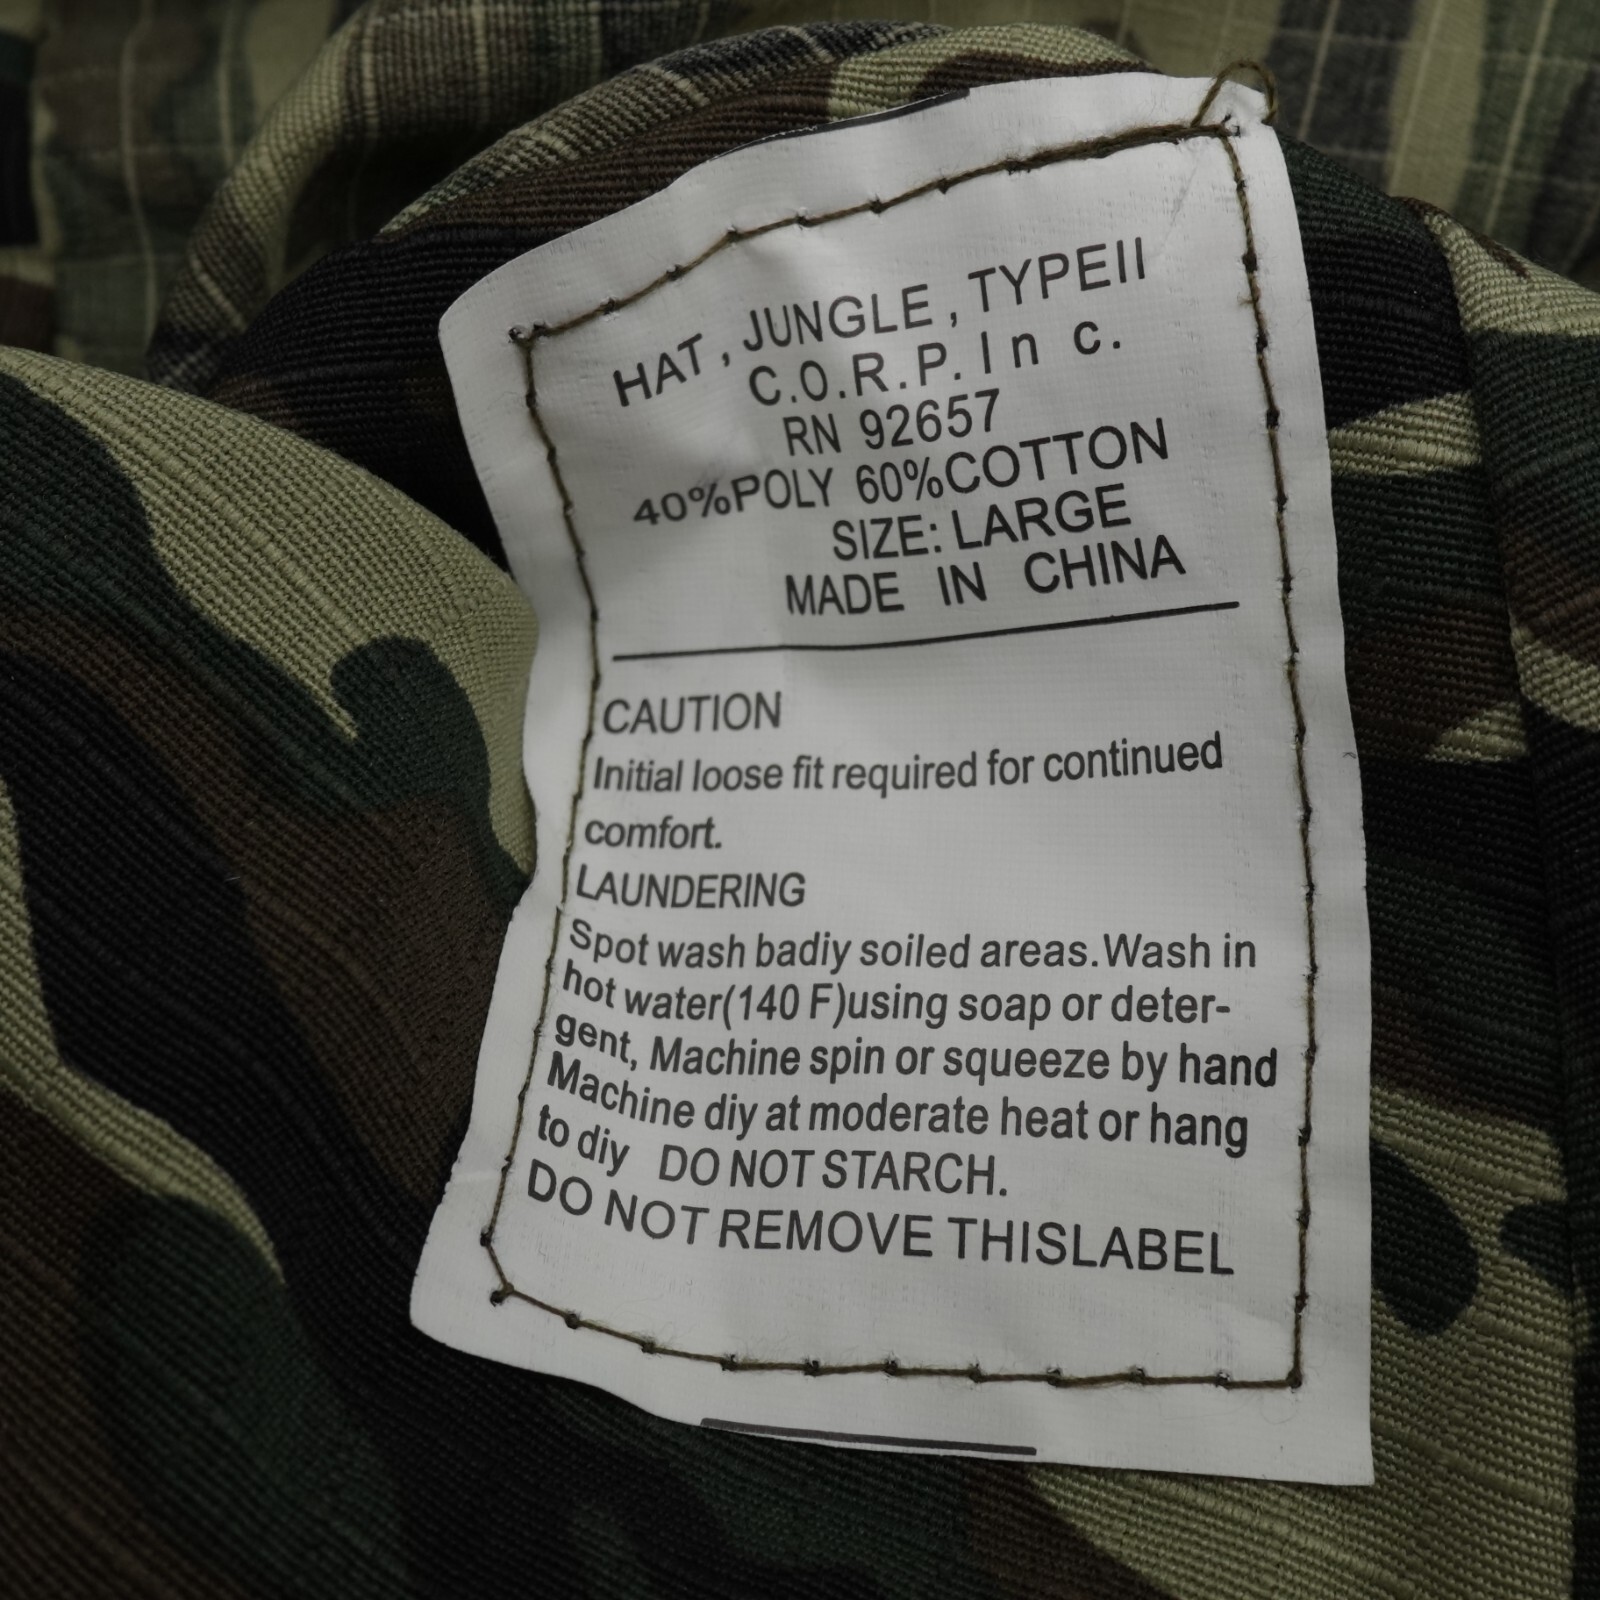 HAT, JUNGLE, TYPEII
C.O.R.P. In c.
RN 92657
40%POLY 60%COTTON
SIZE: LARGE
MADE IN CHINA
CAUTION
Initial loose fit required for continued
comfort.
LAUNDERING
Spot wash badiy soiled areas.Wash in
hot water(140 F)using soap or deter-
gent, Machine spin or squeeze by hand
Machine diy at moderate heat or hang
to diy DO NOT STARCH.
DO NOT REMOVE THISLABEL